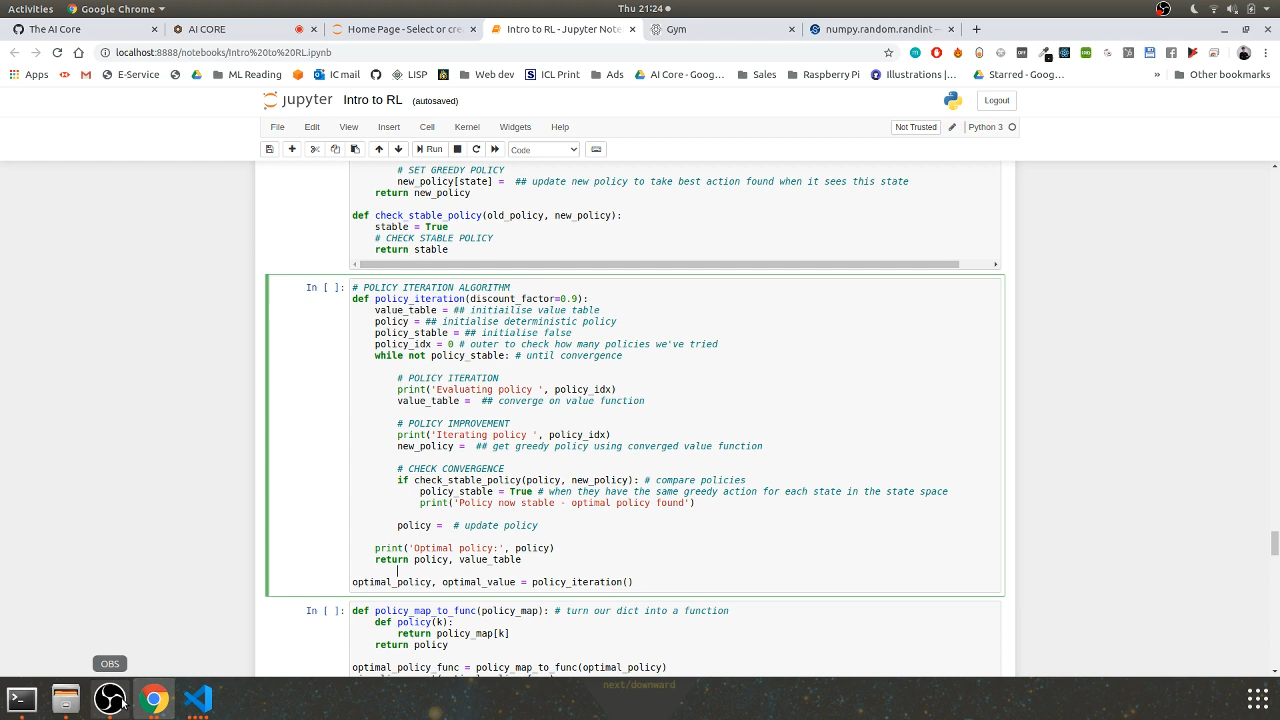 Activities
Google Chrome
Thu 21:24
The AI Core
AI CORE
Home Page - Select or cre
Intro to RL - Jupyter Note
Gym
numpy.random.randint
localhost:8888/notebooks/Intro%20to%20RL.ipynb
Apps
E-Service
ML Reading
IC mail
LISP
Web dev
ICL Print
Ads
AI Core - Goog...
Sales
Raspberry Pi
Illustrations |...
Starred - Goog...
»
Other bookmarks
jupyter Intro to RL (autosaved)
Logout
File Edit View Insert Cell Kernel Widgets Help
Not Trusted
Python 3
Run
Code
# SET GREEDY POLICY
new_policy[state] = ## update new policy to take best action found when it sees this state
return new_policy
def check_stable_policy(old_policy, new_policy):
stable = True
# CHECK STABLE POLICY
return stable
In [ ]:
# POLICY ITERATION ALGORITHM
def policy_iteration(discount_factor=0.9):
value_table = ## initiailise value table
policy = ## initialise deterministic policy
policy_stable = ## initialise false
policy_idx = 0 # outer to check how many policies we've tried
while not policy_stable: # until convergence
# POLICY ITERATION
print('Evaluating policy ', policy_idx)
value_table = ## converge on value function
# POLICY IMPROVEMENT
print('Iterating policy ', policy_idx)
new_policy = ## get greedy policy using converged value function
# CHECK CONVERGENCE
if check_stable_policy(policy, new_policy): # compare policies
policy_stable = True # when they have the same greedy action for each state in the state space
print('Policy now stable - optimal policy found')
policy = # update policy
print('Optimal policy:', policy)
return policy, value_table
optimal_policy, optimal_value = policy_iteration()
In [ ]:
def policy_map_to_func(policy_map): # turn our dict into a function
def policy(k):
return policy_map[k]
return policy
optimal_policy_func = policy_map_to_func(optimal_policy)
OBS
next/downward